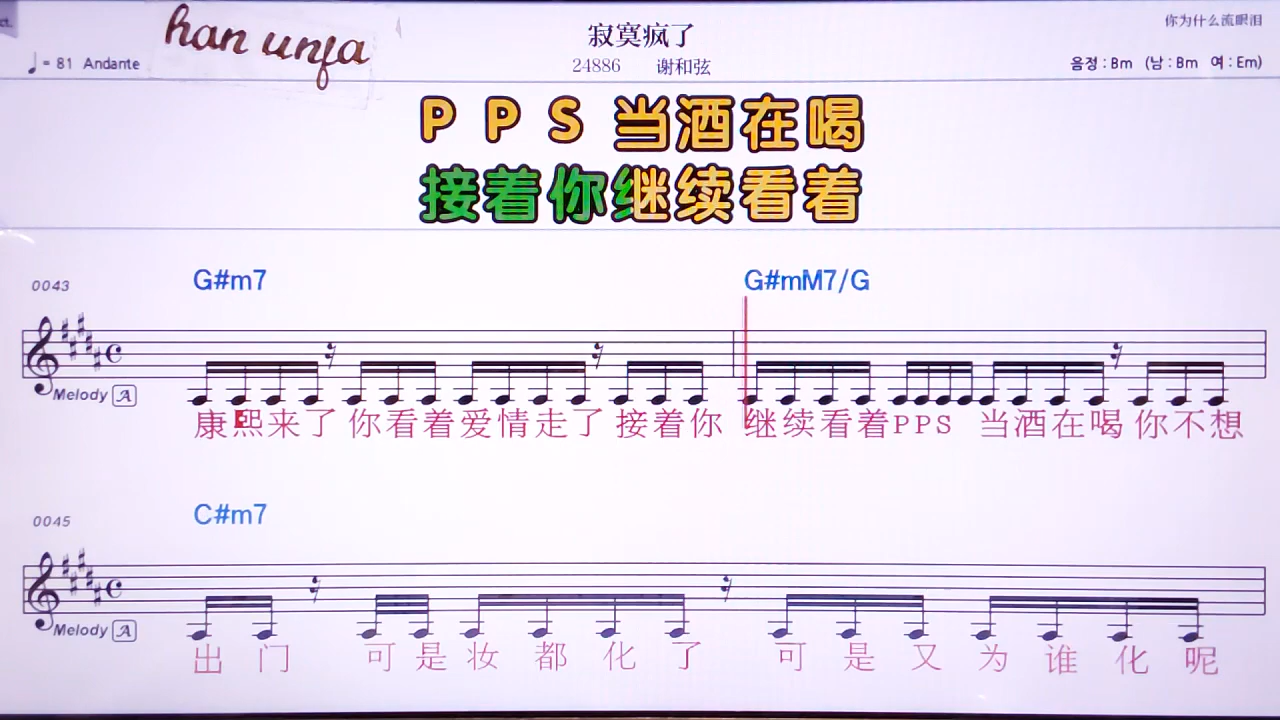 ct.
han unfa
寂寞疯了
你为什么流眼泪
♩= 81 Andante
24886 谢和弦
음정 : Bm (남 : Bm 여 : Em)
PPS 当酒在喝
接着你继续看着
0043
G#m7 G#mM7/G
Melody A
康熙来了 你看着爱情走了 接着你 继续看着PPS 当酒在喝 你不想
0045
C#m7
Melody A
出门 可是妆都化了 可是又为谁化呢